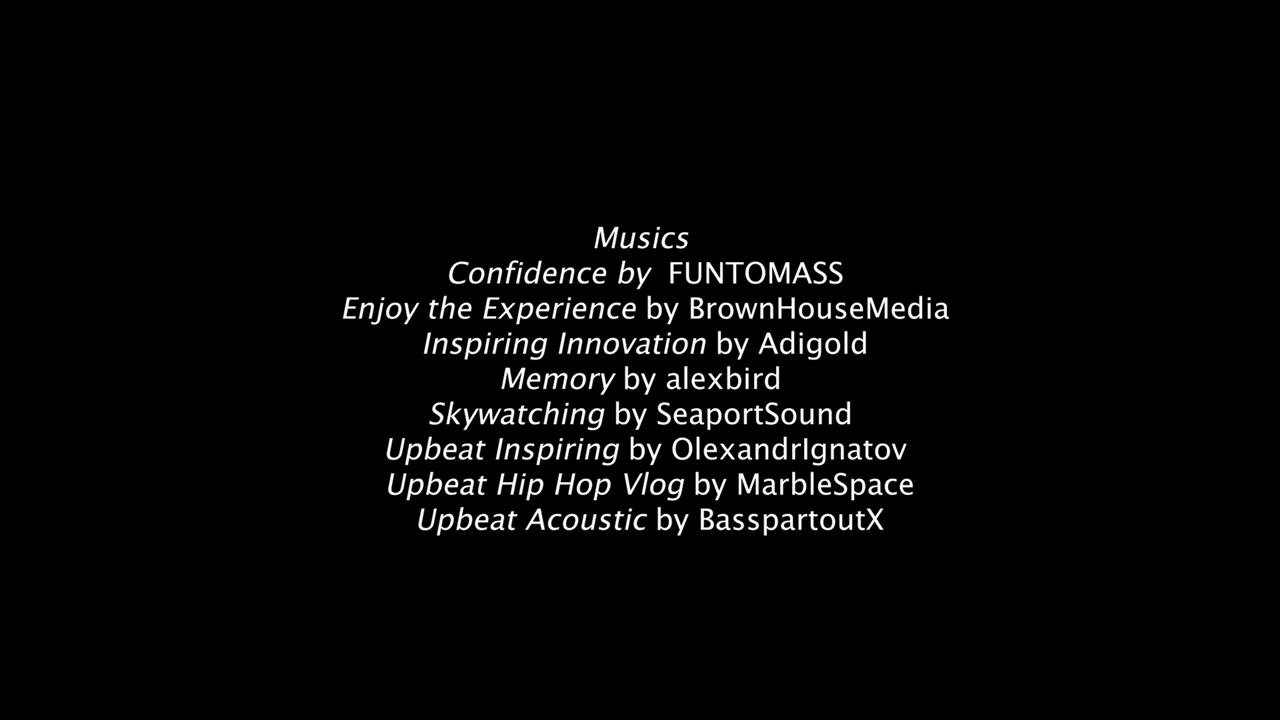 Musics
Confidence by FUNTOMASS
Enjoy the Experience by BrownHouseMedia
Inspiring Innovation by Adigold
Memory by alexbird
Skywatching by SeaportSound
Upbeat Inspiring by OlexandrIgnatov
Upbeat Hip Hop Vlog by MarbleSpace
Upbeat Acoustic by BasspartoutX